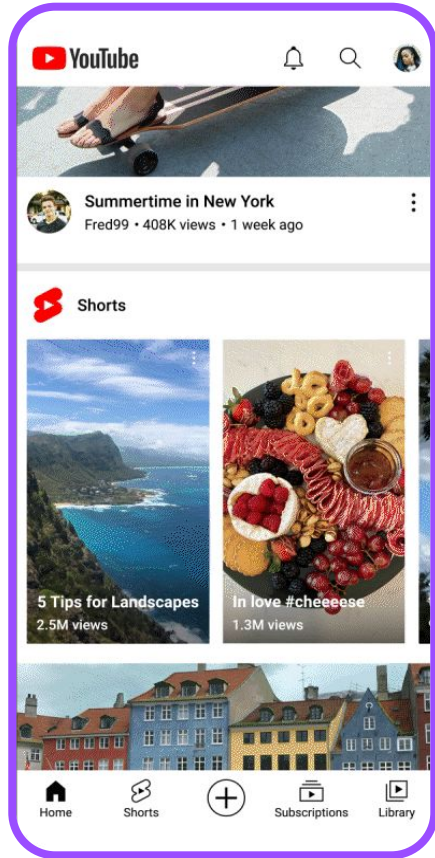 YouTube
Summertime in New York
Fred99 • 408K views • 1 week ago
Shorts
5 Tips for Landscapes
2.5M views
In love #cheeeese
1.3M views
Home
Shorts
Subscriptions
Library